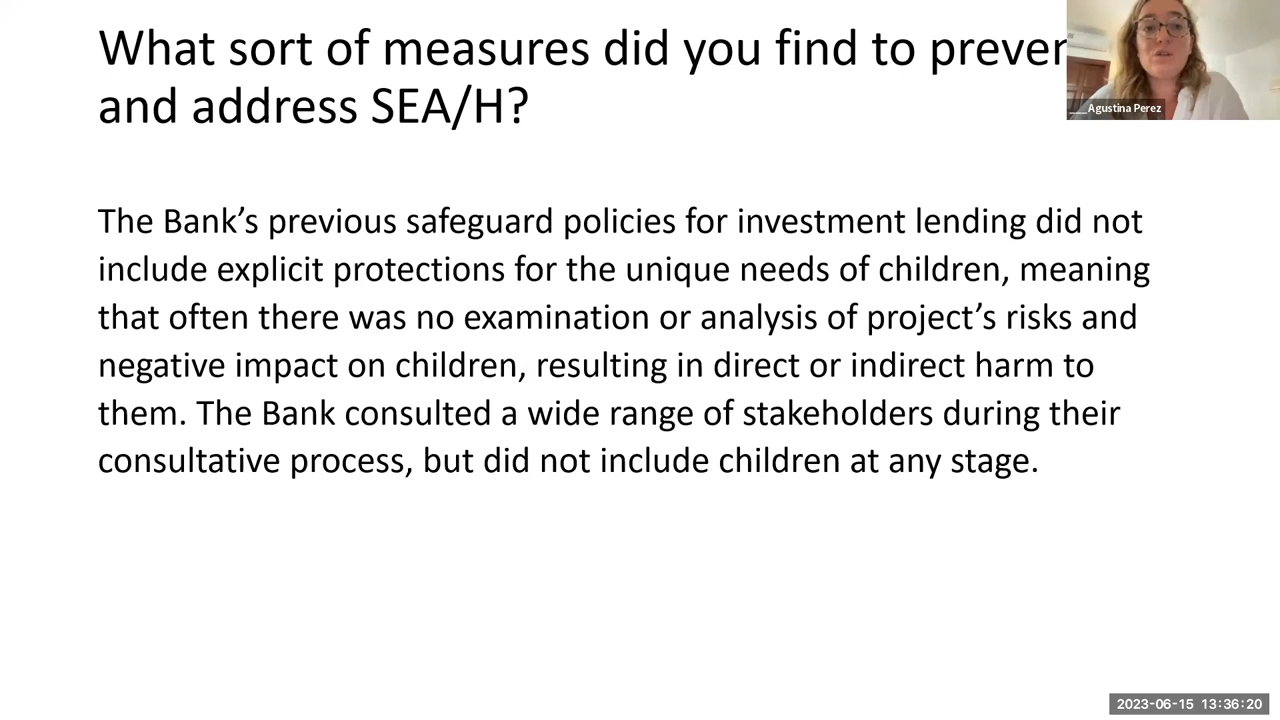 What sort of measures did you find to preven
and address SEA/H?
Agustina Perez
The Bank’s previous safeguard policies for investment lending did not
include explicit protections for the unique needs of children, meaning
that often there was no examination or analysis of project’s risks and
negative impact on children, resulting in direct or indirect harm to
them. The Bank consulted a wide range of stakeholders during their
consultative process, but did not include children at any stage.
2023-06-15 13:36:20